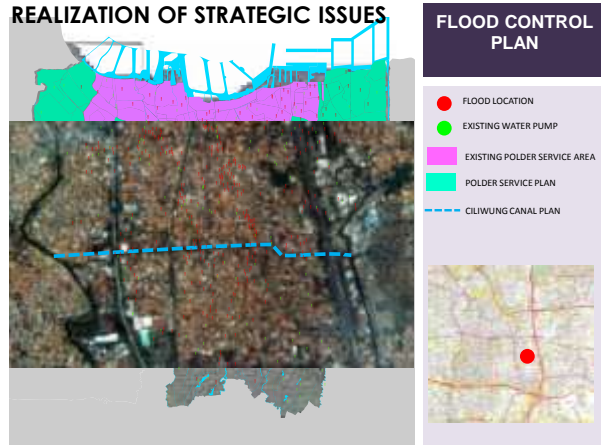 REALIZATION OF STRATEGIC ISSUES
FLOOD CONTROL
PLAN
FLOOD LOCATION
EXISTING WATER PUMP
EXISTING POLDER SERVICE AREA
POLDER SERVICE PLAN
CILIWUNG CANAL PLAN